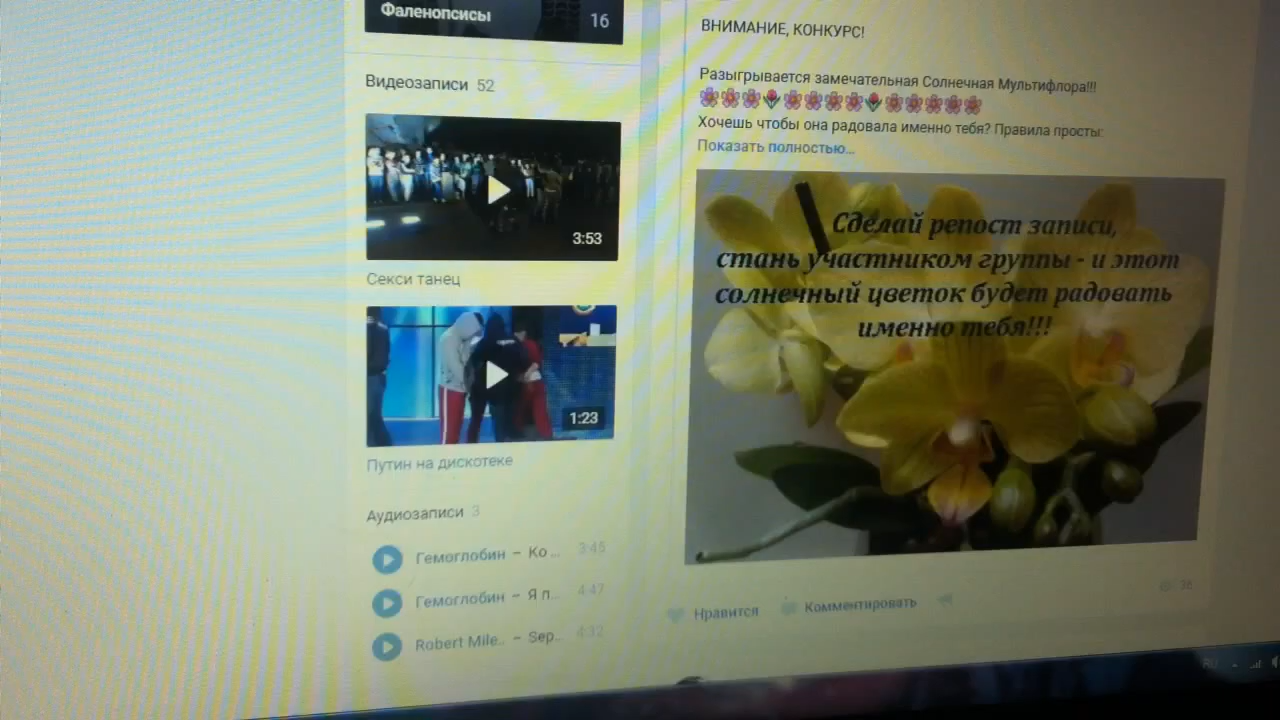 Фаленопсисы
16
Видеозаписи 52
3:53
Секси танец
1:23
Путин на дискотеке
Аудиозаписи 3
Гемоглобин – Ко... 3:45
Гемоглобин – Я п... 4:47
Robert Mile.. – Sep... 4:32
ВНИМАНИЕ, КОНКУРС!
Разыгрывается замечательная Солнечная Мультифлора!!!
Хочешь чтобы она радовала именно тебя? Правила просты:
Показать полностью...
Сделай репост записи,
стань участником группы - и этот
солнечный цветок будет радовать
именно тебя!!!
Нравится Комментировать 36
RU